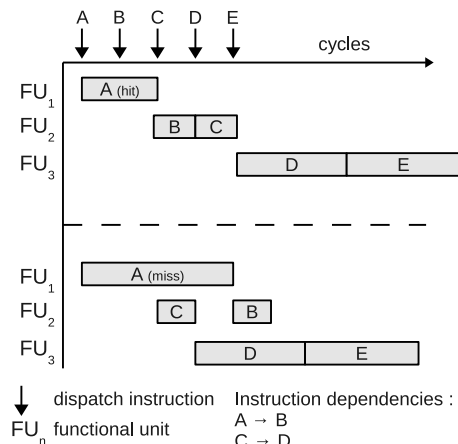 A B C D E
cycles
FU1 A (hit)
FU2 B C
FU3 D E
FU1 A (miss)
FU2 C B
FU3 D E
dispatch instruction Instruction dependencies :
FUn functional unit A → B
C → D